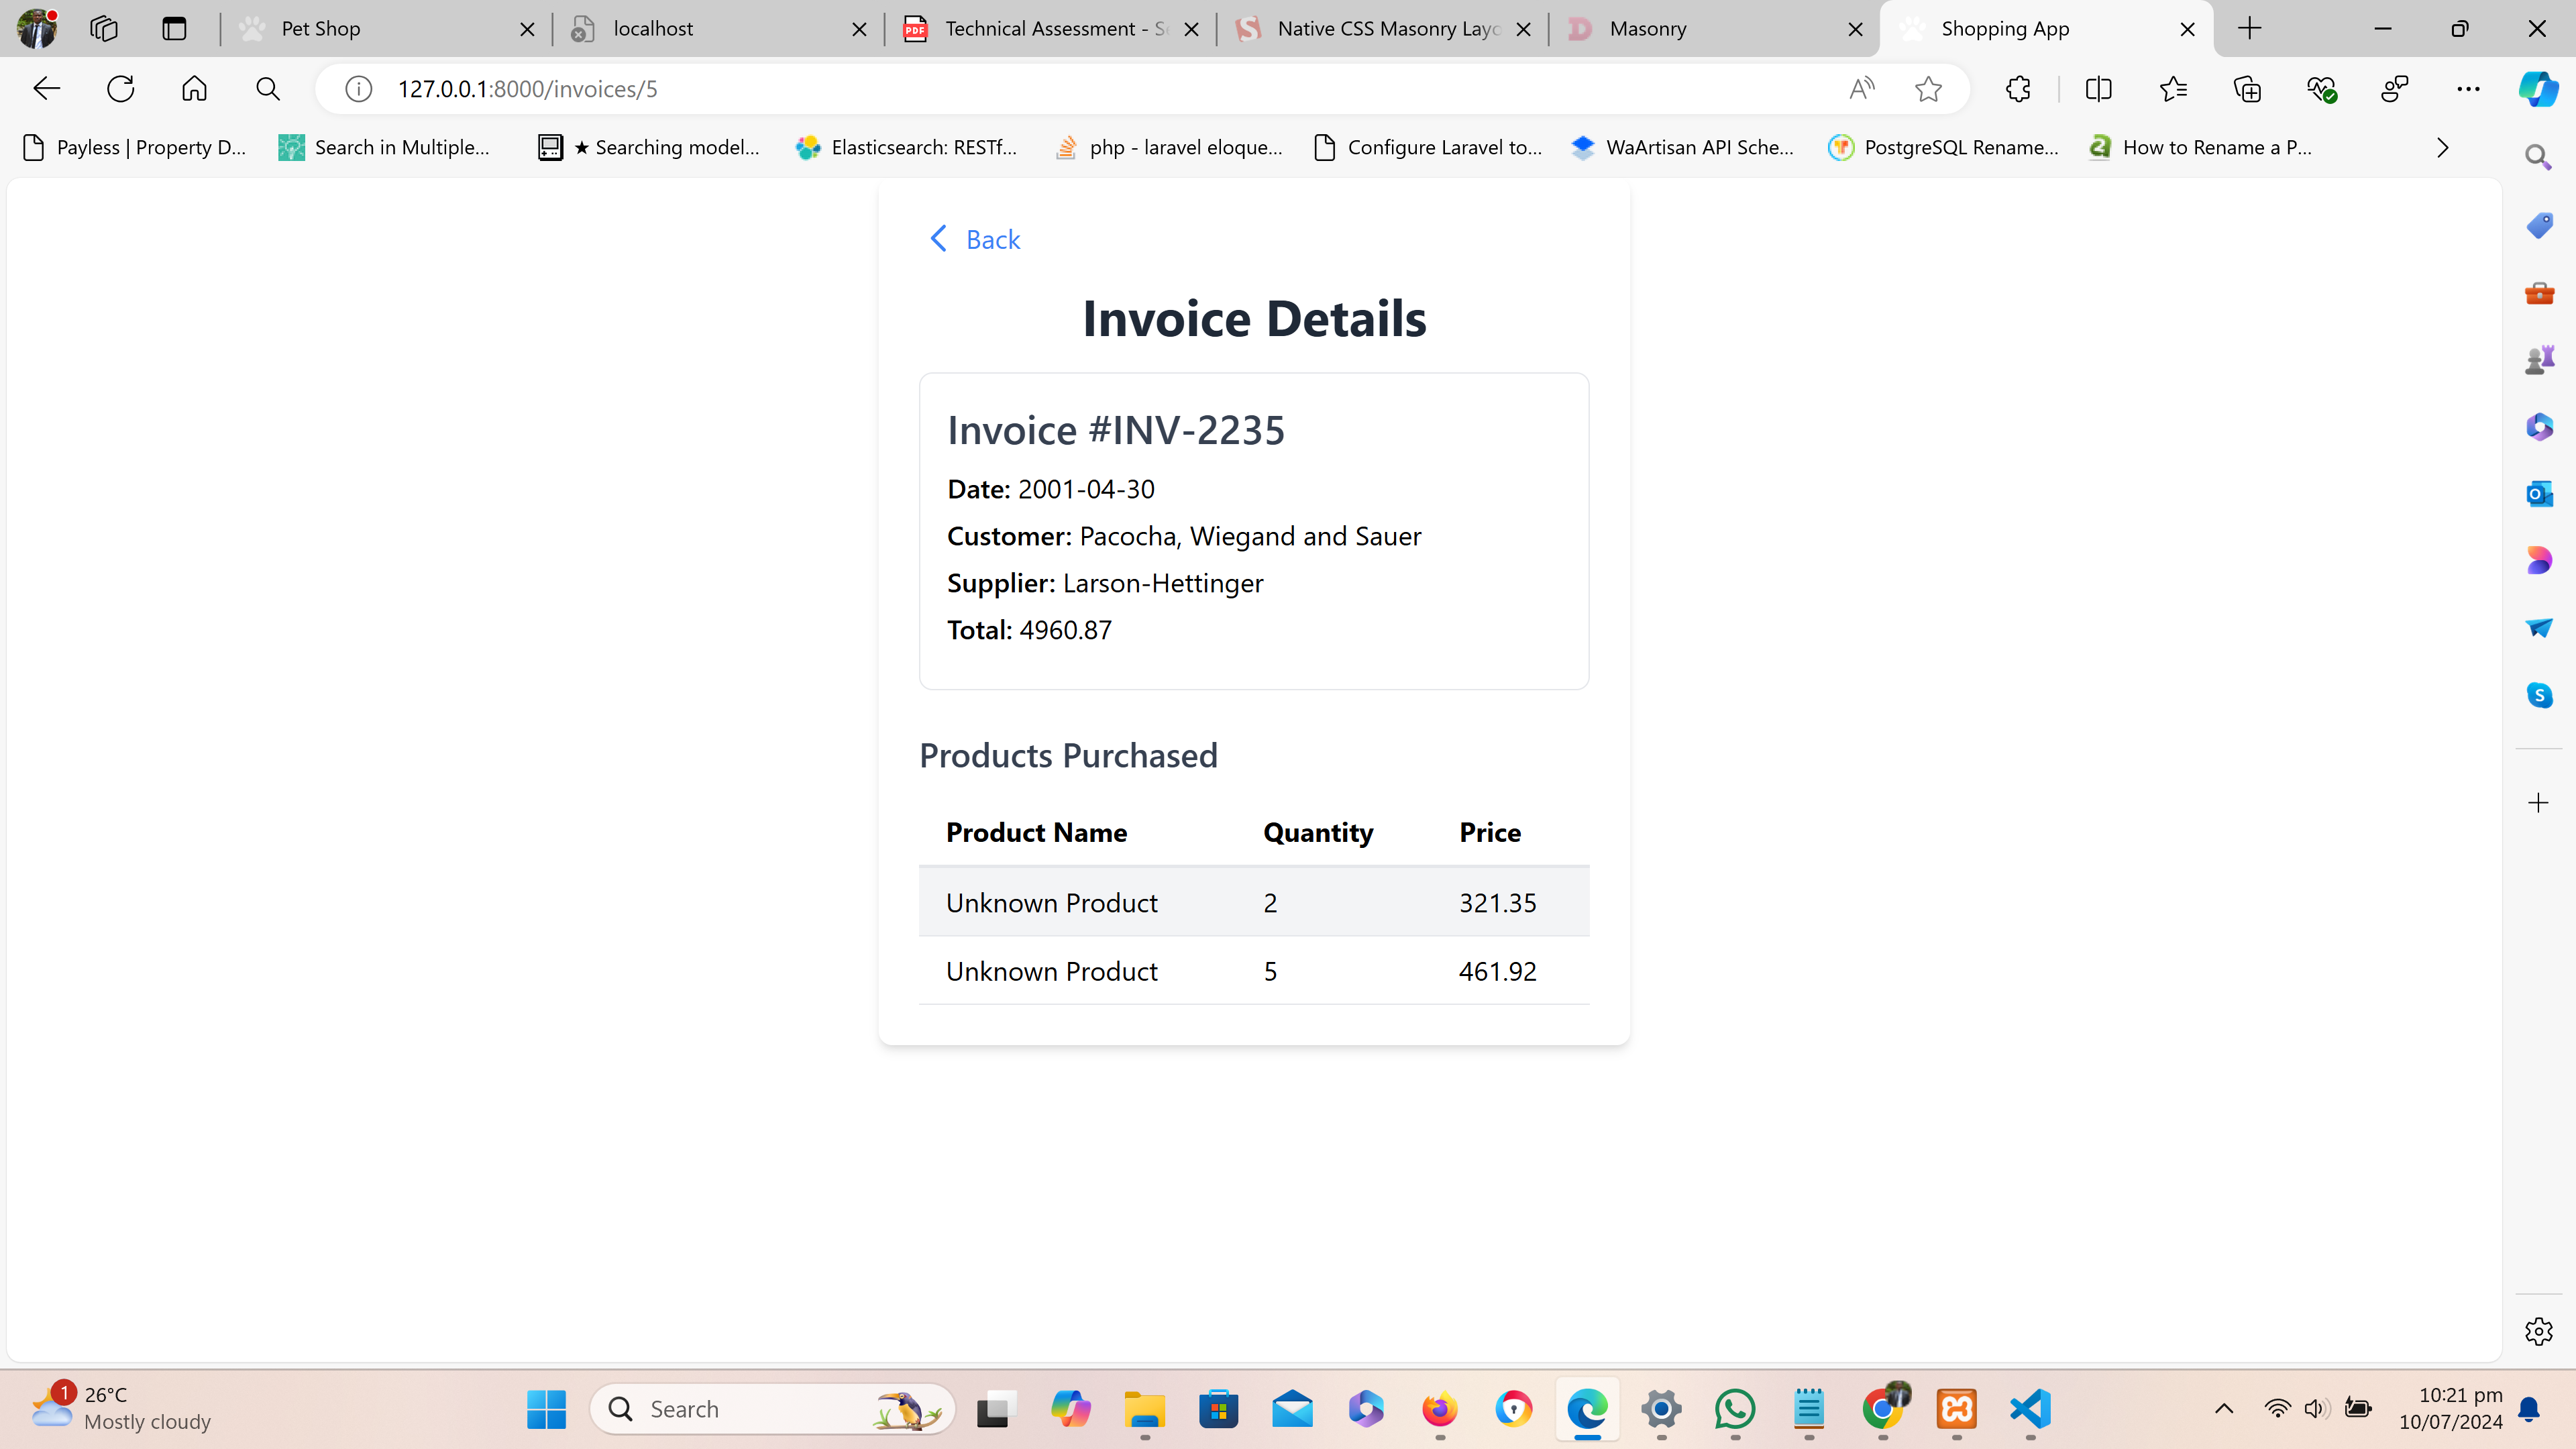 Pet Shop
localhost
Technical Assessment - S
Native CSS Masonry Layo
Masonry
Shopping App
127.0.0.1:8000/invoices/5
Payless | Property D...
Search in Multiple...
★ Searching model...
Elasticsearch: RESTf...
php - laravel eloque...
Configure Laravel to...
WaArtisan API Sche...
PostgreSQL Rename...
How to Rename a P...
Back
Invoice Details
Invoice #INV-2235
Date: 2001-04-30
Customer: Pacocha, Wiegand and Sauer
Supplier: Larson-Hettinger
Total: 4960.87
Products Purchased
Product Name Quantity Price
Unknown Product 2 321.35
Unknown Product 5 461.92
1
26°C
Mostly cloudy
Search
10:21 pm
10/07/2024